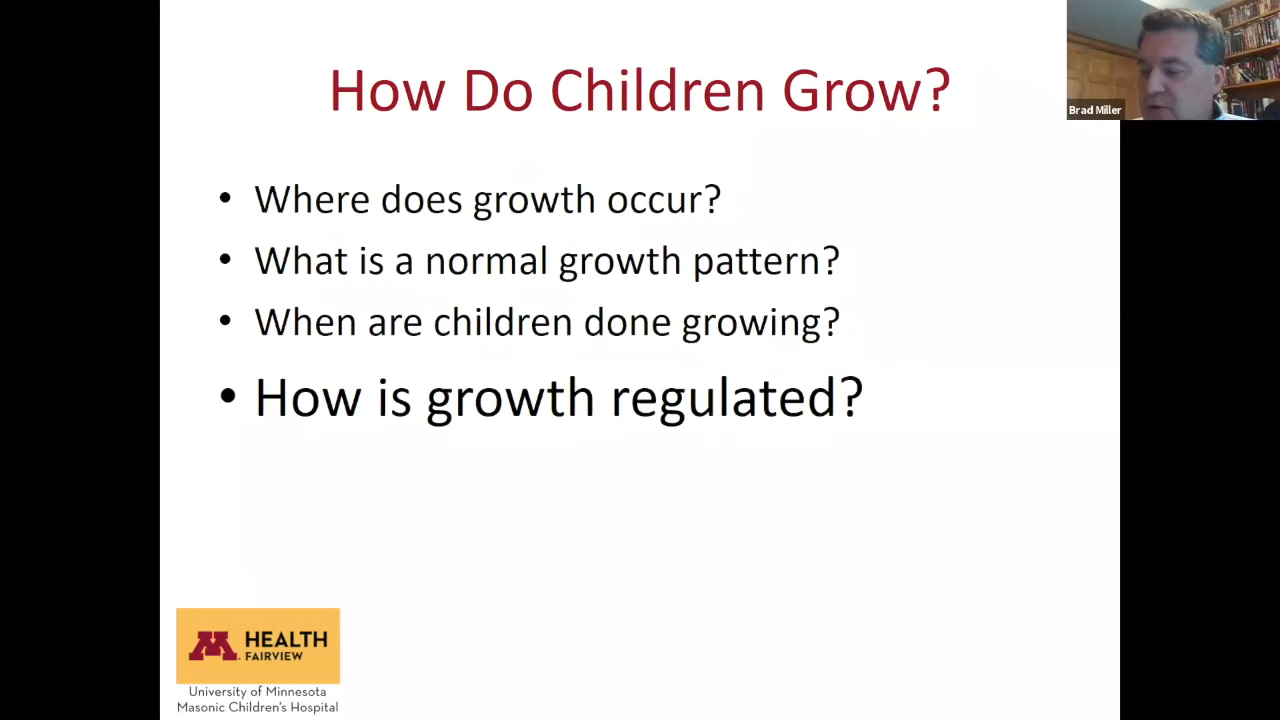 How Do Children Grow?
Brad Miller
• Where does growth occur?
• What is a normal growth pattern?
• When are children done growing?
• How is growth regulated?
M HEALTH
FAIRVIEW
University of Minnesota
Masonic Children's Hospital